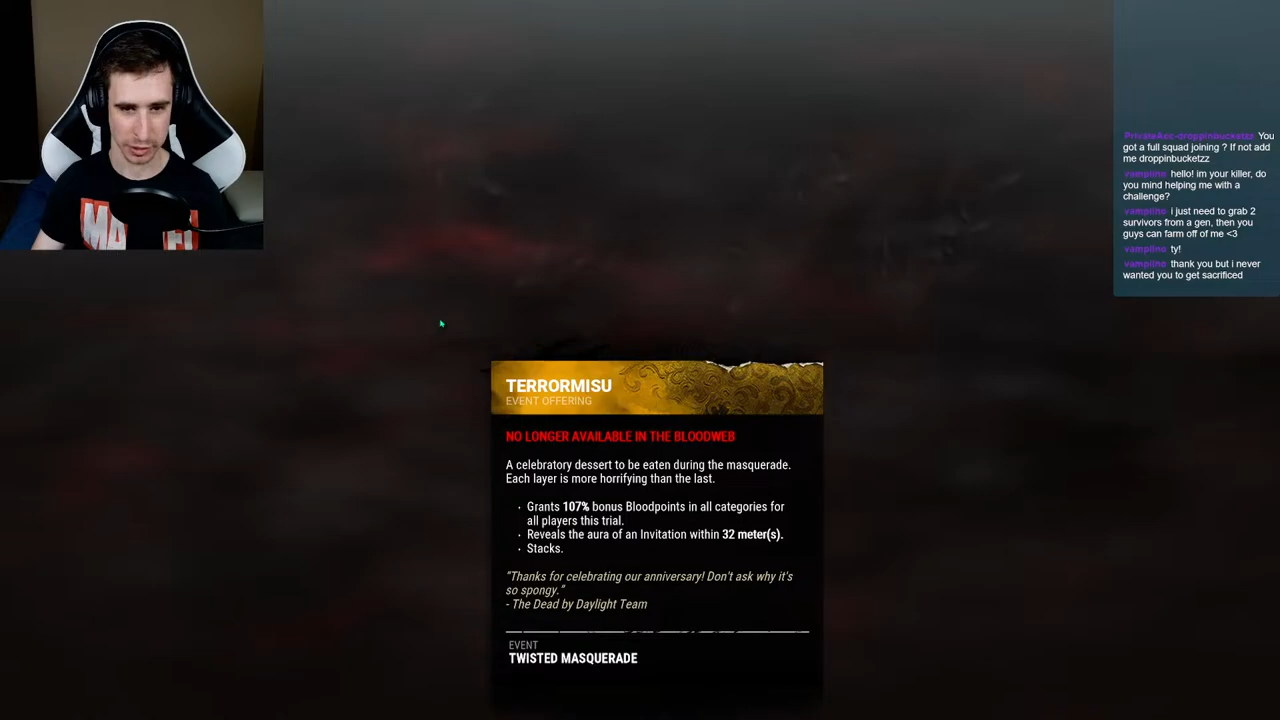 PrivateAcc-droppinbucketzz You
got a full squad joining ? If not add
me droppinbucketzz
hello! im your killer, do
you mind helping me with a
challenge?
i just need to grab 2
survivors from a gen, then you
guys can farm off of me <3
ty!
thank you but i never
wanted you to get sacrificed
TERRORMISU
EVENT OFFERING
NO LONGER AVAILABLE IN THE BLOODWEB
A celebratory dessert to be eaten during the masquerade.
Each layer is more horrifying than the last.
· Grants 107% bonus Bloodpoints in all categories for
all players this trial.
· Reveals the aura of an Invitation within 32 meter(s).
· Stacks.
"Thanks for celebrating our anniversary! Don't ask why it's
so spongy."
- The Dead by Daylight Team
EVENT
TWISTED MASQUERADE